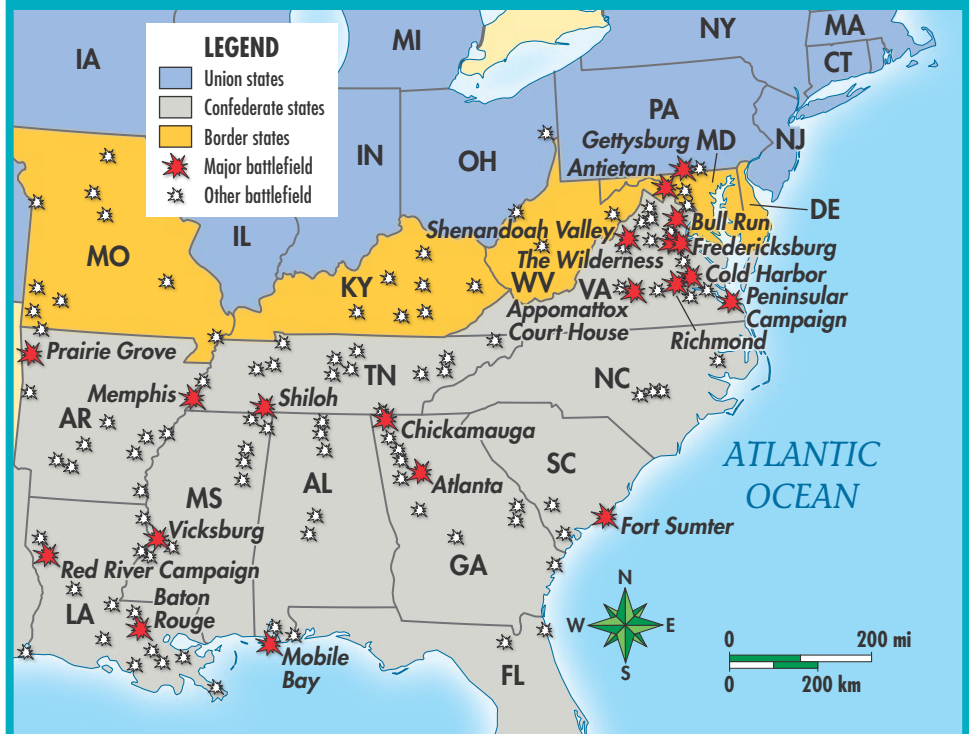 LEGEND
Union states
Confederate states
Border states
Major battlefield
Other battlefield
IA
MI
NY
MA
CT
PA
NJ
IN
OH
IL
Gettysburg
MD
Antietam
DE
MO
Shenandoah Valley
Bull Run
The Wilderness
Fredericksburg
KY
WV
VA
Cold Harbor
Appomattox
Court-House
Peninsular
Campaign
Richmond
Prairie Grove
Memphis
Shiloh
TN
NC
AR
Chickamauga
SC
ATLANTIC
OCEAN
MS
AL
Atlanta
Vicksburg
Fort Sumter
Red River Campaign
GA
LA
Baton
Rouge
Mobile
Bay
FL
N
W
E
S
0
200 mi
0
200 km